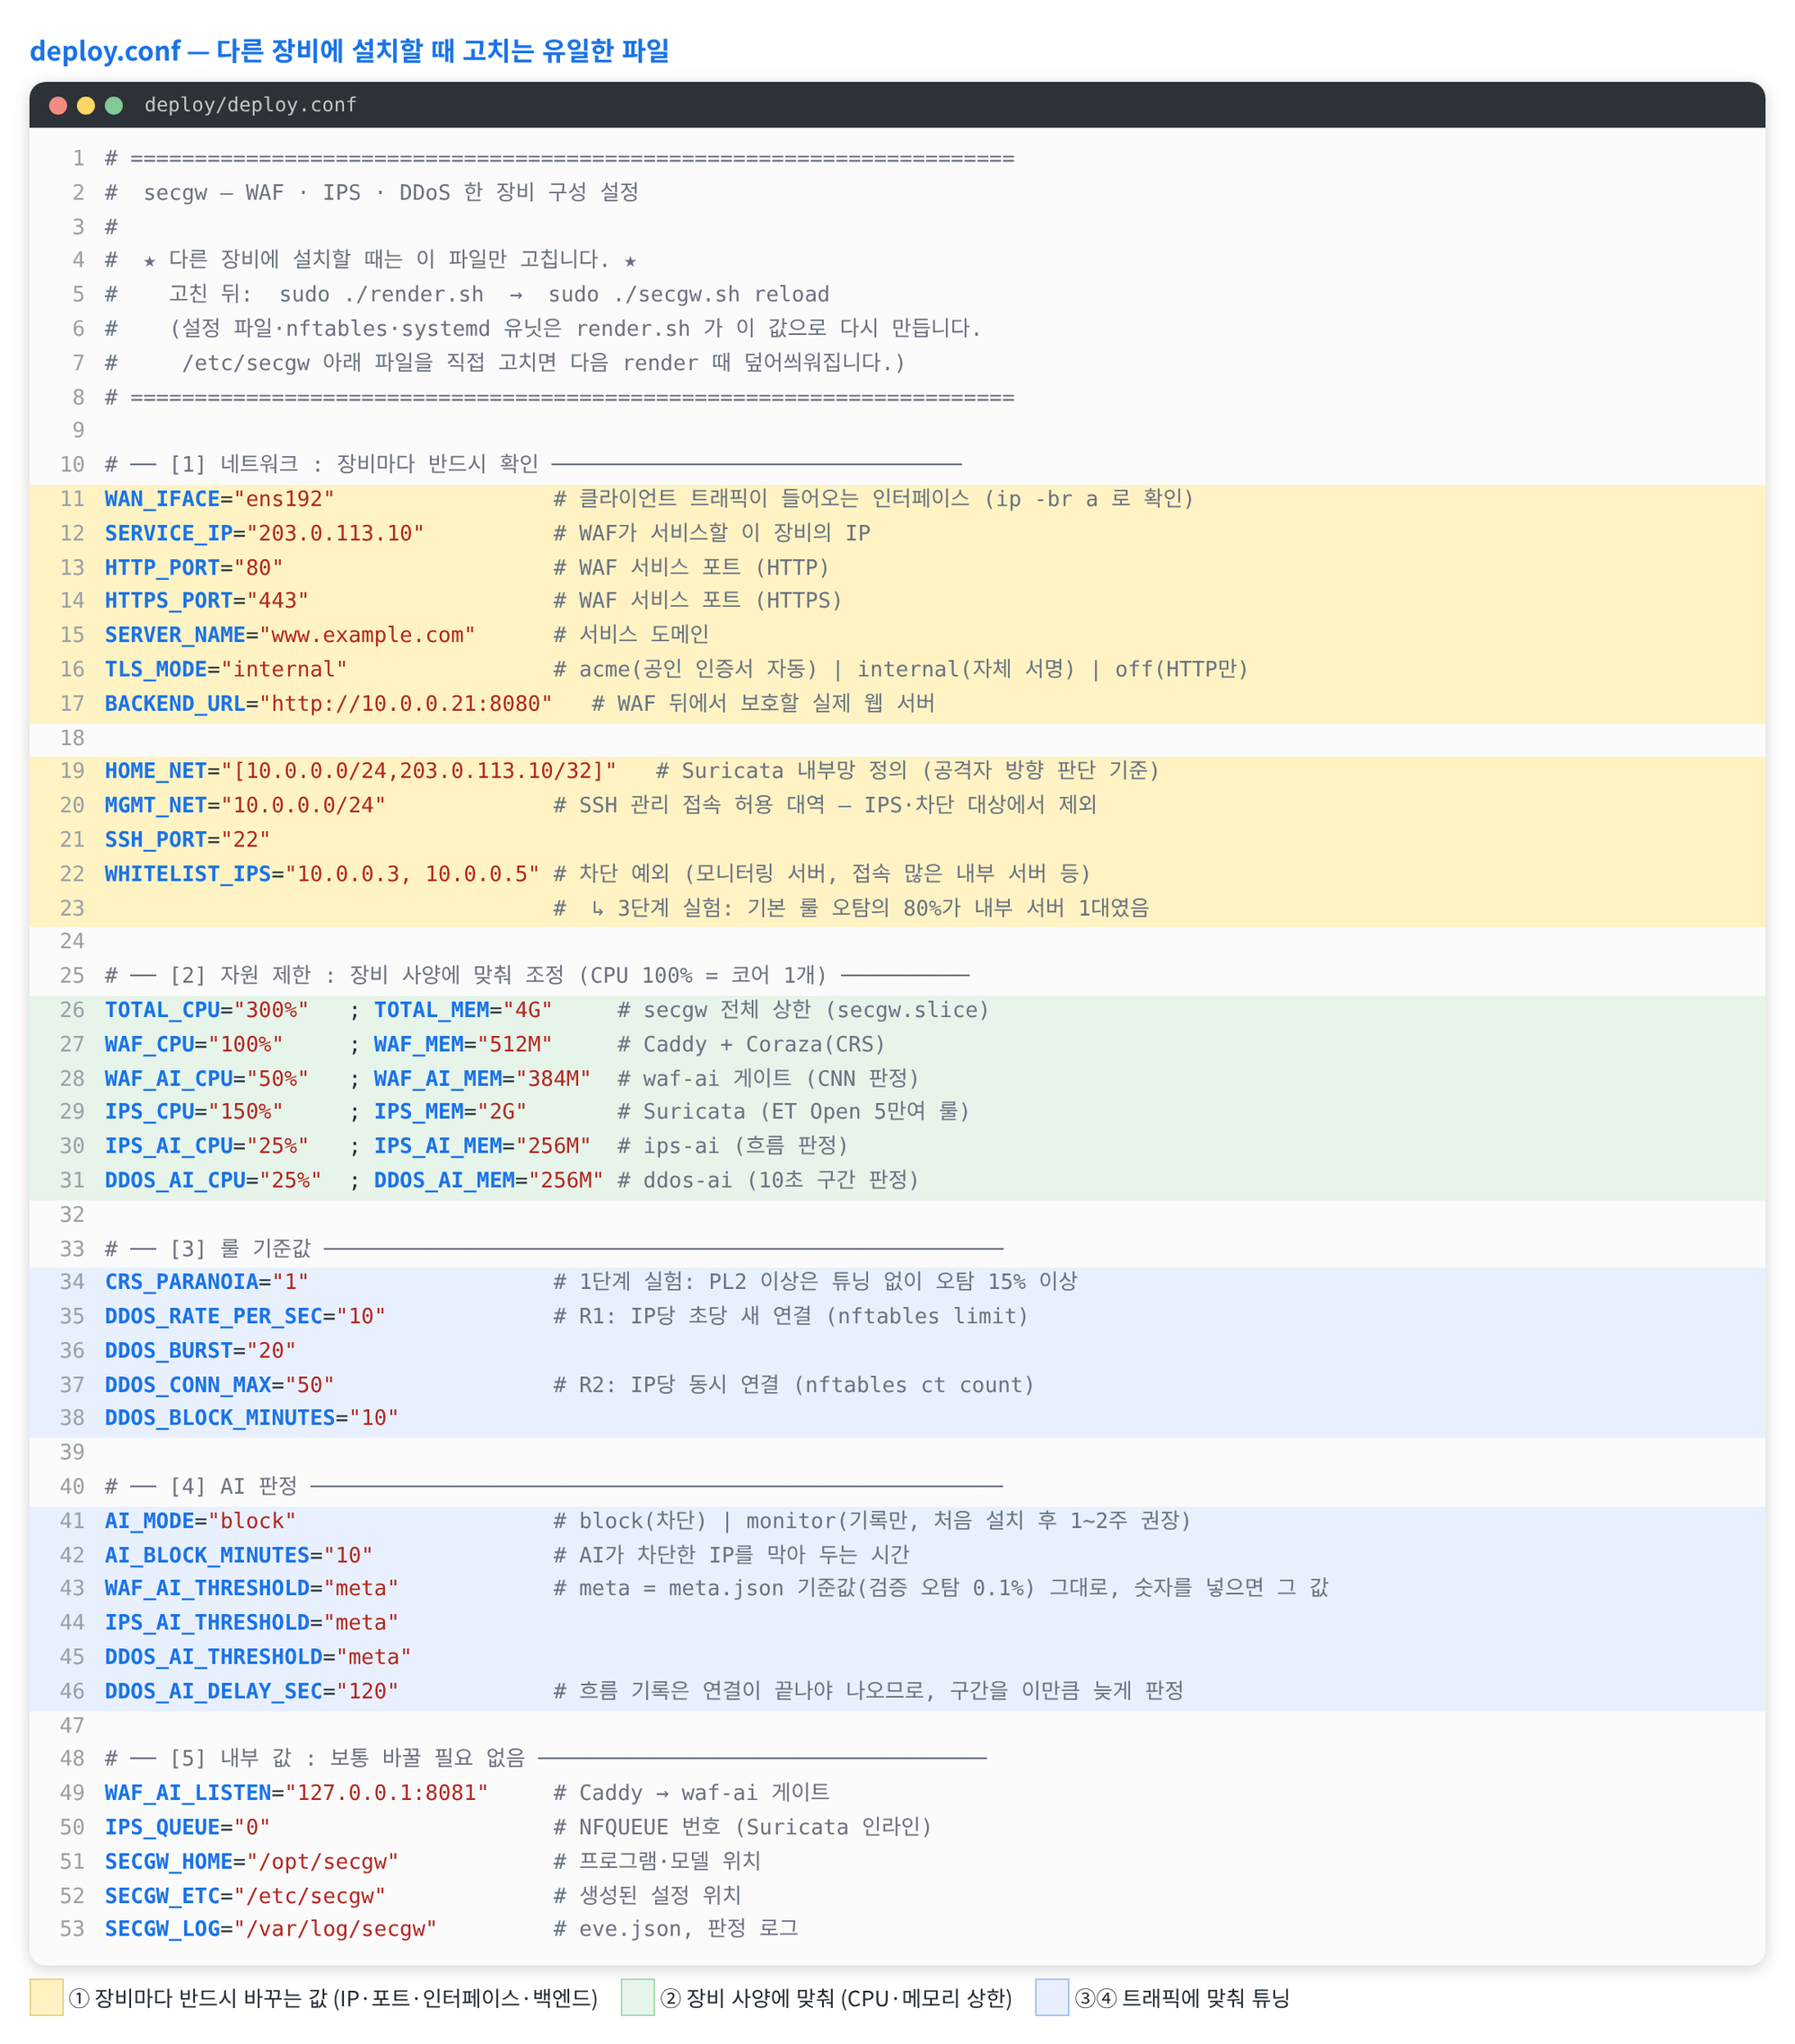 deploy.conf — 다른 장비에 설치할 때 고치는 유일한 파일
deploy/deploy.conf
1 # =====================================================================
2 #  secgw — WAF · IPS · DDoS 한 장비 구성 설정
3 #
4 #  ★ 다른 장비에 설치할 때는 이 파일만 고칩니다. ★
5 #    고친 뒤:  sudo ./render.sh  →  sudo ./secgw.sh reload
6 #    (설정 파일·nftables·systemd 유닛은 render.sh 가 이 값으로 다시 만듭니다.
7 #     /etc/secgw 아래 파일을 직접 고치면 다음 render 때 덮어씌워집니다.)
8 # =====================================================================
9
10 # ── [1] 네트워크 : 장비마다 반드시 확인 ────────────────────────────────
11 WAN_IFACE="ens192"                 # 클라이언트 트래픽이 들어오는 인터페이스 (ip -br a 로 확인)
12 SERVICE_IP="203.0.113.10"          # WAF가 서비스할 이 장비의 IP
13 HTTP_PORT="80"                     # WAF 서비스 포트 (HTTP)
14 HTTPS_PORT="443"                   # WAF 서비스 포트 (HTTPS)
15 SERVER_NAME="www.example.com"      # 서비스 도메인
16 TLS_MODE="internal"                # acme(공인 인증서 자동) | internal(자체 서명) | off(HTTP만)
17 BACKEND_URL="http://10.0.0.21:8080"   # WAF 뒤에서 보호할 실제 웹 서버
18
19 HOME_NET="[10.0.0.0/24,203.0.113.10/32]"   # Suricata 내부망 정의 (공격자 방향 판단 기준)
20 MGMT_NET="10.0.0.0/24"             # SSH 관리 접속 허용 대역 — IPS·차단 대상에서 제외
21 SSH_PORT="22"
22 WHITELIST_IPS="10.0.0.3, 10.0.0.5" # 차단 예외 (모니터링 서버, 접속 많은 내부 서버 등)
23                                    #  ↳ 3단계 실험: 기본 룰 오탐의 80%가 내부 서버 1대였음
24
25 # ── [2] 자원 제한 : 장비 사양에 맞춰 조정 (CPU 100% = 코어 1개) ──────────
26 TOTAL_CPU="300%"   ; TOTAL_MEM="4G"     # secgw 전체 상한 (secgw.slice)
27 WAF_CPU="100%"     ; WAF_MEM="512M"     # Caddy + Coraza(CRS)
28 WAF_AI_CPU="50%"   ; WAF_AI_MEM="384M"  # waf-ai 게이트 (CNN 판정)
29 IPS_CPU="150%"     ; IPS_MEM="2G"       # Suricata (ET Open 5만여 룰)
30 IPS_AI_CPU="25%"   ; IPS_AI_MEM="256M"  # ips-ai (흐름 판정)
31 DDOS_AI_CPU="25%"  ; DDOS_AI_MEM="256M" # ddos-ai (10초 구간 판정)
32
33 # ── [3] 룰 기준값 ─────────────────────────────────────────────────────
34 CRS_PARANOIA="1"                   # 1단계 실험: PL2 이상은 튜닝 없이 오탐 15% 이상
35 DDOS_RATE_PER_SEC="10"             # R1: IP당 초당 새 연결 (nftables limit)
36 DDOS_BURST="20"
37 DDOS_CONN_MAX="50"                 # R2: IP당 동시 연결 (nftables ct count)
38 DDOS_BLOCK_MINUTES="10"
39
40 # ── [4] AI 판정 ──────────────────────────────────────────────────────
41 AI_MODE="block"                    # block(차단) | monitor(기록만, 처음 설치 후 1~2주 권장)
42 AI_BLOCK_MINUTES="10"              # AI가 차단한 IP를 막아 두는 시간
43 WAF_AI_THRESHOLD="meta"            # meta = meta.json 기준값(검증 오탐 0.1%) 그대로, 숫자를 넣으면 그 값
44 IPS_AI_THRESHOLD="meta"
45 DDOS_AI_THRESHOLD="meta"
46 DDOS_AI_DELAY_SEC="120"            # 흐름 기록은 연결이 끝나야 나오므로, 구간을 이만큼 늦게 판정
47
48 # ── [5] 내부 값 : 보통 바꿀 필요 없음 ───────────────────────────────────
49 WAF_AI_LISTEN="127.0.0.1:8081"     # Caddy → waf-ai 게이트
50 IPS_QUEUE="0"                      # NFQUEUE 번호 (Suricata 인라인)
51 SECGW_HOME="/opt/secgw"            # 프로그램·모델 위치
52 SECGW_ETC="/etc/secgw"             # 생성된 설정 위치
53 SECGW_LOG="/var/log/secgw"         # eve.json, 판정 로그
① 장비마다 반드시 바꾸는 값 (IP·포트·인터페이스·백엔드) ② 장비 사양에 맞춰 (CPU·메모리 상한) ③④ 트래픽에 맞춰 튜닝